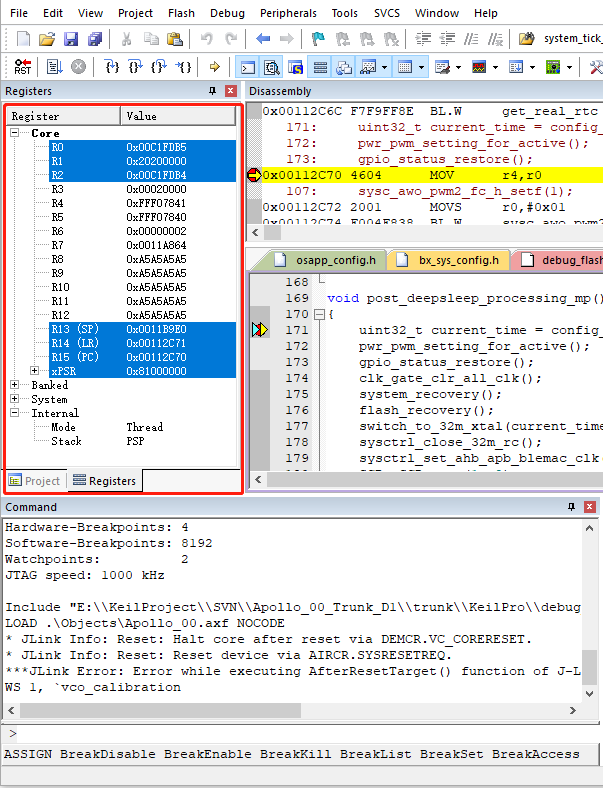 File Edit View Project Flash Debug Peripherals Tools SVCS Window Help
system_tick_
RST
Registers
Register Value
Core
R0 0x00C1FDB5
R1 0x20200000
R2 0x00C1FDB4
R3 0x00020000
R4 0xFFF07841
R5 0xFFF07840
R6 0x00000002
R7 0x0011A864
R8 0xA5A5A5A5
R9 0xA5A5A5A5
R10 0xA5A5A5A5
R11 0xA5A5A5A5
R12 0xA5A5A5A5
R13 (SP) 0x0011B9E0
R14 (LR) 0x00112C71
R15 (PC) 0x00112C70
xPSR 0x81000000
Banked
System
Internal
Mode Thread
Stack PSP
Project Registers
Disassembly
0x00112C6C F7F9FF8E BL.W get_real_rtc
171: uint32_t current_time = config_
172: pwr_pwm_setting_for_active();
173: gpio_status_restore();
0x00112C70 4604 MOV r4,r0
107: sysc_awo_pwm2_fc_h_setf(1);
0x00112C72 2001 MOVS r0,#0x01
0x00112C74 F004F838 BL.W sysc_awo_pwm2
osapp_config.h bx_sys_config.h debug_flash
168
169 void post_deepsleep_processing_mp()
170 {
171 uint32_t current_time = config_
172 pwr_pwm_setting_for_active();
173 gpio_status_restore();
174 clk_gate_clr_all_clk();
175 system_recovery();
176 flash_recovery();
177 switch_to_32m_xtal(current_time
178 sysctrl_close_32m_rc();
179 sysctrl_set_ahb_apb_blemac_clk(
Command
Hardware-Breakpoints: 4
Software-Breakpoints: 8192
Watchpoints: 2
JTAG speed: 1000 kHz
Include "E:\\KeilProject\\SVN\\Apollo_00_Trunk_D1\\trunk\\KeilPro\\debug
LOAD .\Objects\Apollo_00.axf NOCODE
* JLink Info: Reset: Halt core after reset via DEMCR.VC_CORERESET.
* JLink Info: Reset: Reset device via AIRCR.SYSRESETREQ.
***JLink Error: Error while executing AfterResetTarget() function of J-L
WS 1, `vco_calibration
>
ASSIGN BreakDisable BreakEnable BreakKill BreakList BreakSet BreakAccess